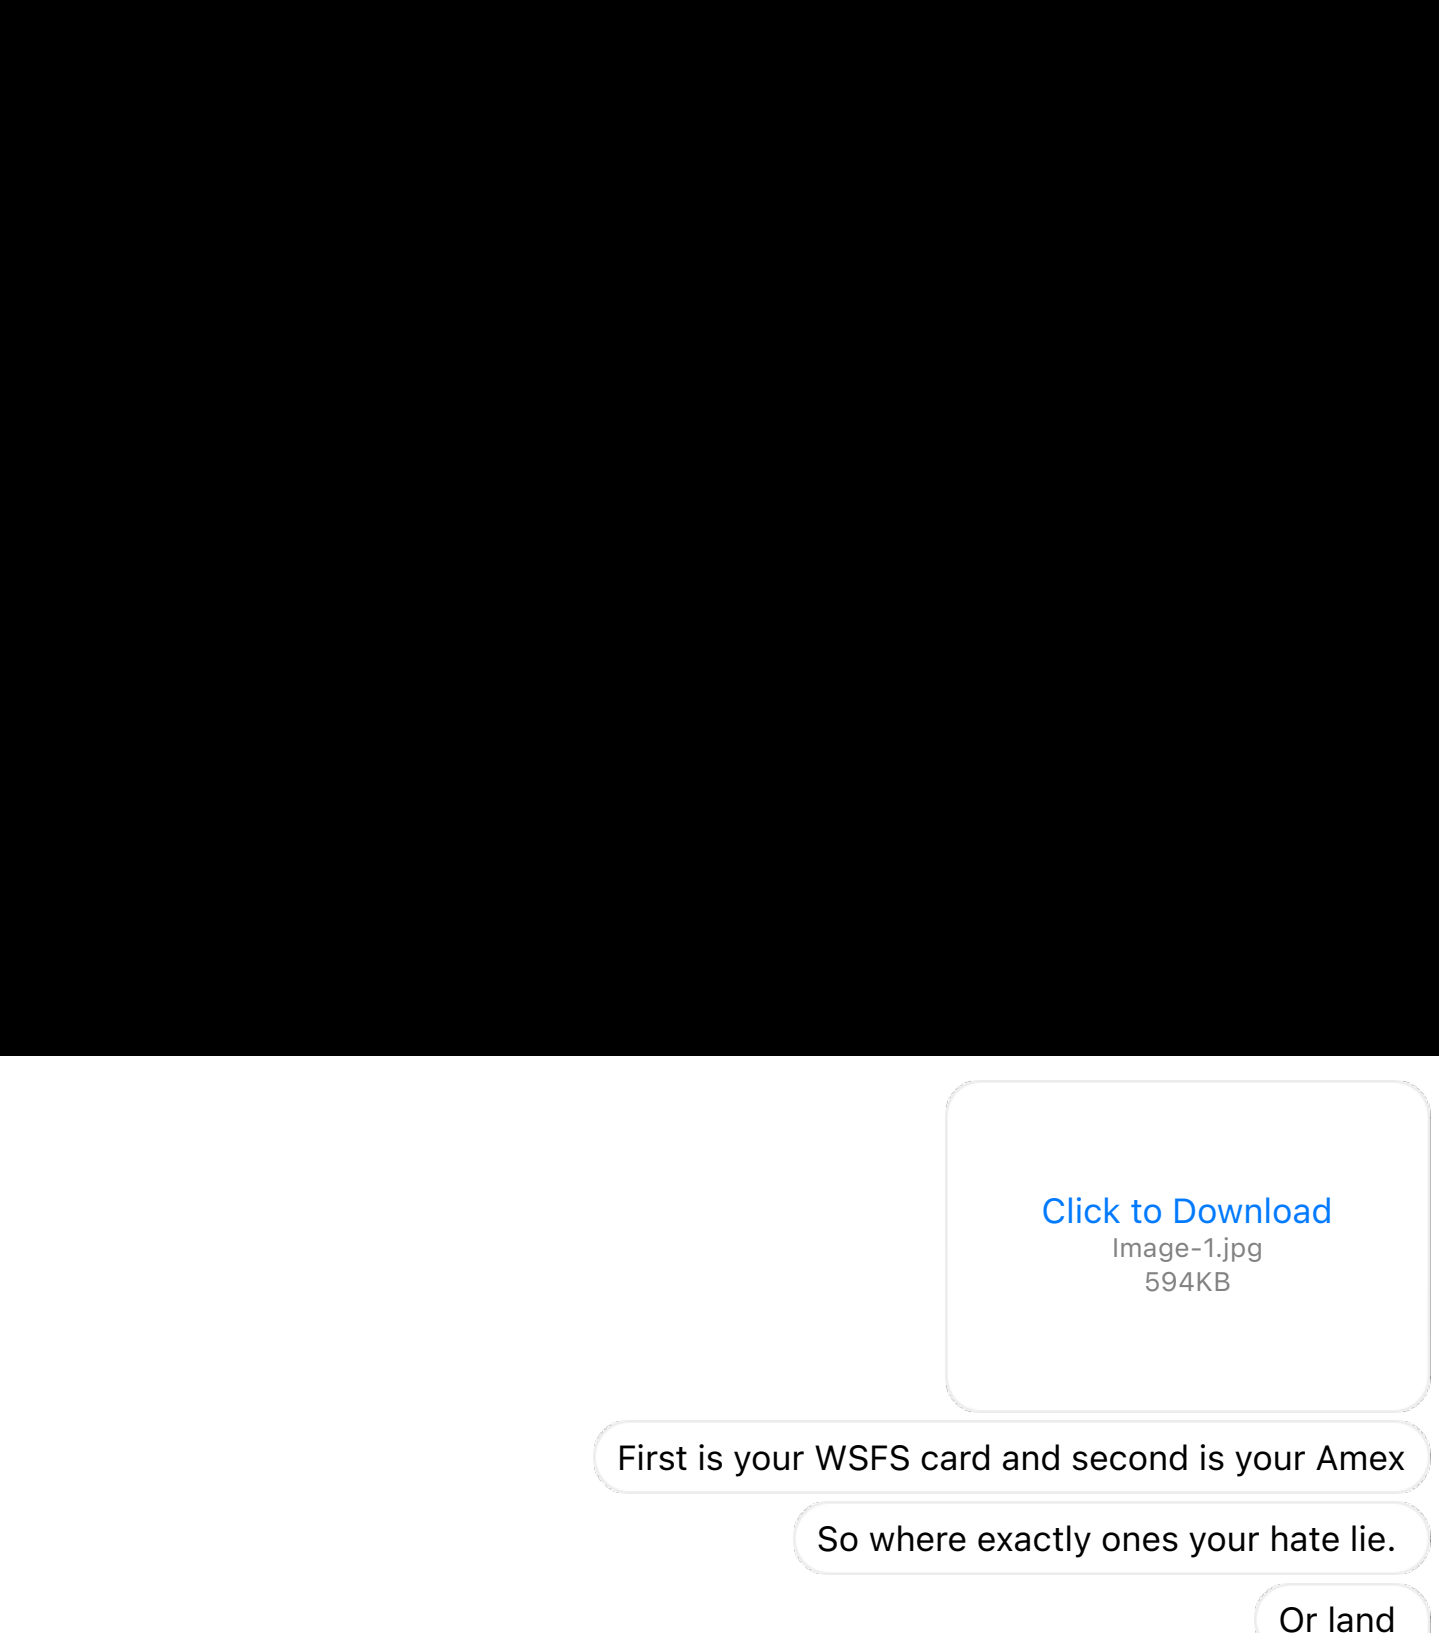 Click to Download
Image-1.jpg
594KB
First is your WSFS card and second is your Amex
So where exactly ones your hate lie.
Or land